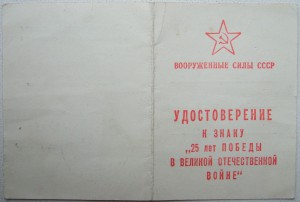 ВООРУЖЕННЫЕ СИЛЫ СССР
УДОСТОВЕРЕНИЕ
К ЗНАКУ
„25 лет ПОБЕДЫ
В ВЕЛИКОЙ ОТЕЧЕСТВЕННОЙ
ВОЙНЕ“